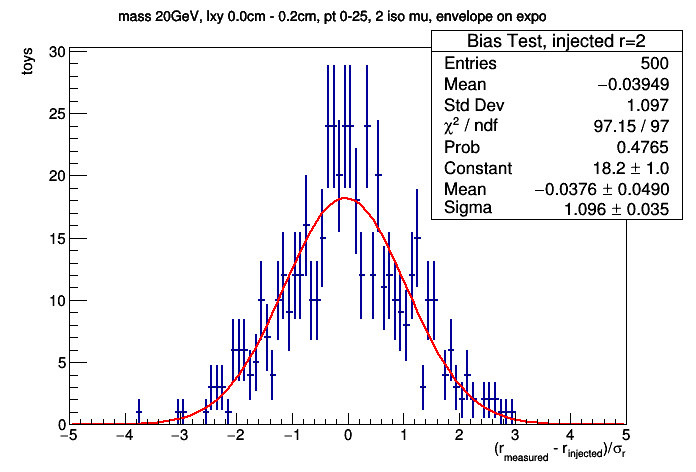 mass 20GeV, lxy 0.0cm - 0.2cm, pt 0-25, 2 iso mu, envelope on expo
Bias Test, injected r=2
Entries 500
Mean −0.03949
Std Dev 1.097
χ² / ndf 97.15 / 97
Prob 0.4765
Constant 18.2 ± 1.0
Mean −0.0376 ± 0.0490
Sigma 1.096 ± 0.035
toys
30
25
20
15
10
5
0
−5 −4 −3 −2 −1 0 1 2 3 4 5
(r_measured - r_injected)/σ_r